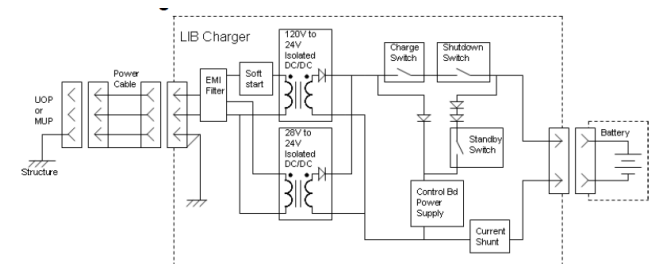 LIB Charger
120V to
24V
Isolated
DC/DC
Charge
Switch
Shutdown
Switch
Power
Cable
EMI
Filter
Soft
start
UOP
or
MUP
Structure
28V to
24V
Isolated
DC/DC
Standby
Switch
Battery
Control Bd
Power
Supply
Current
Shunt